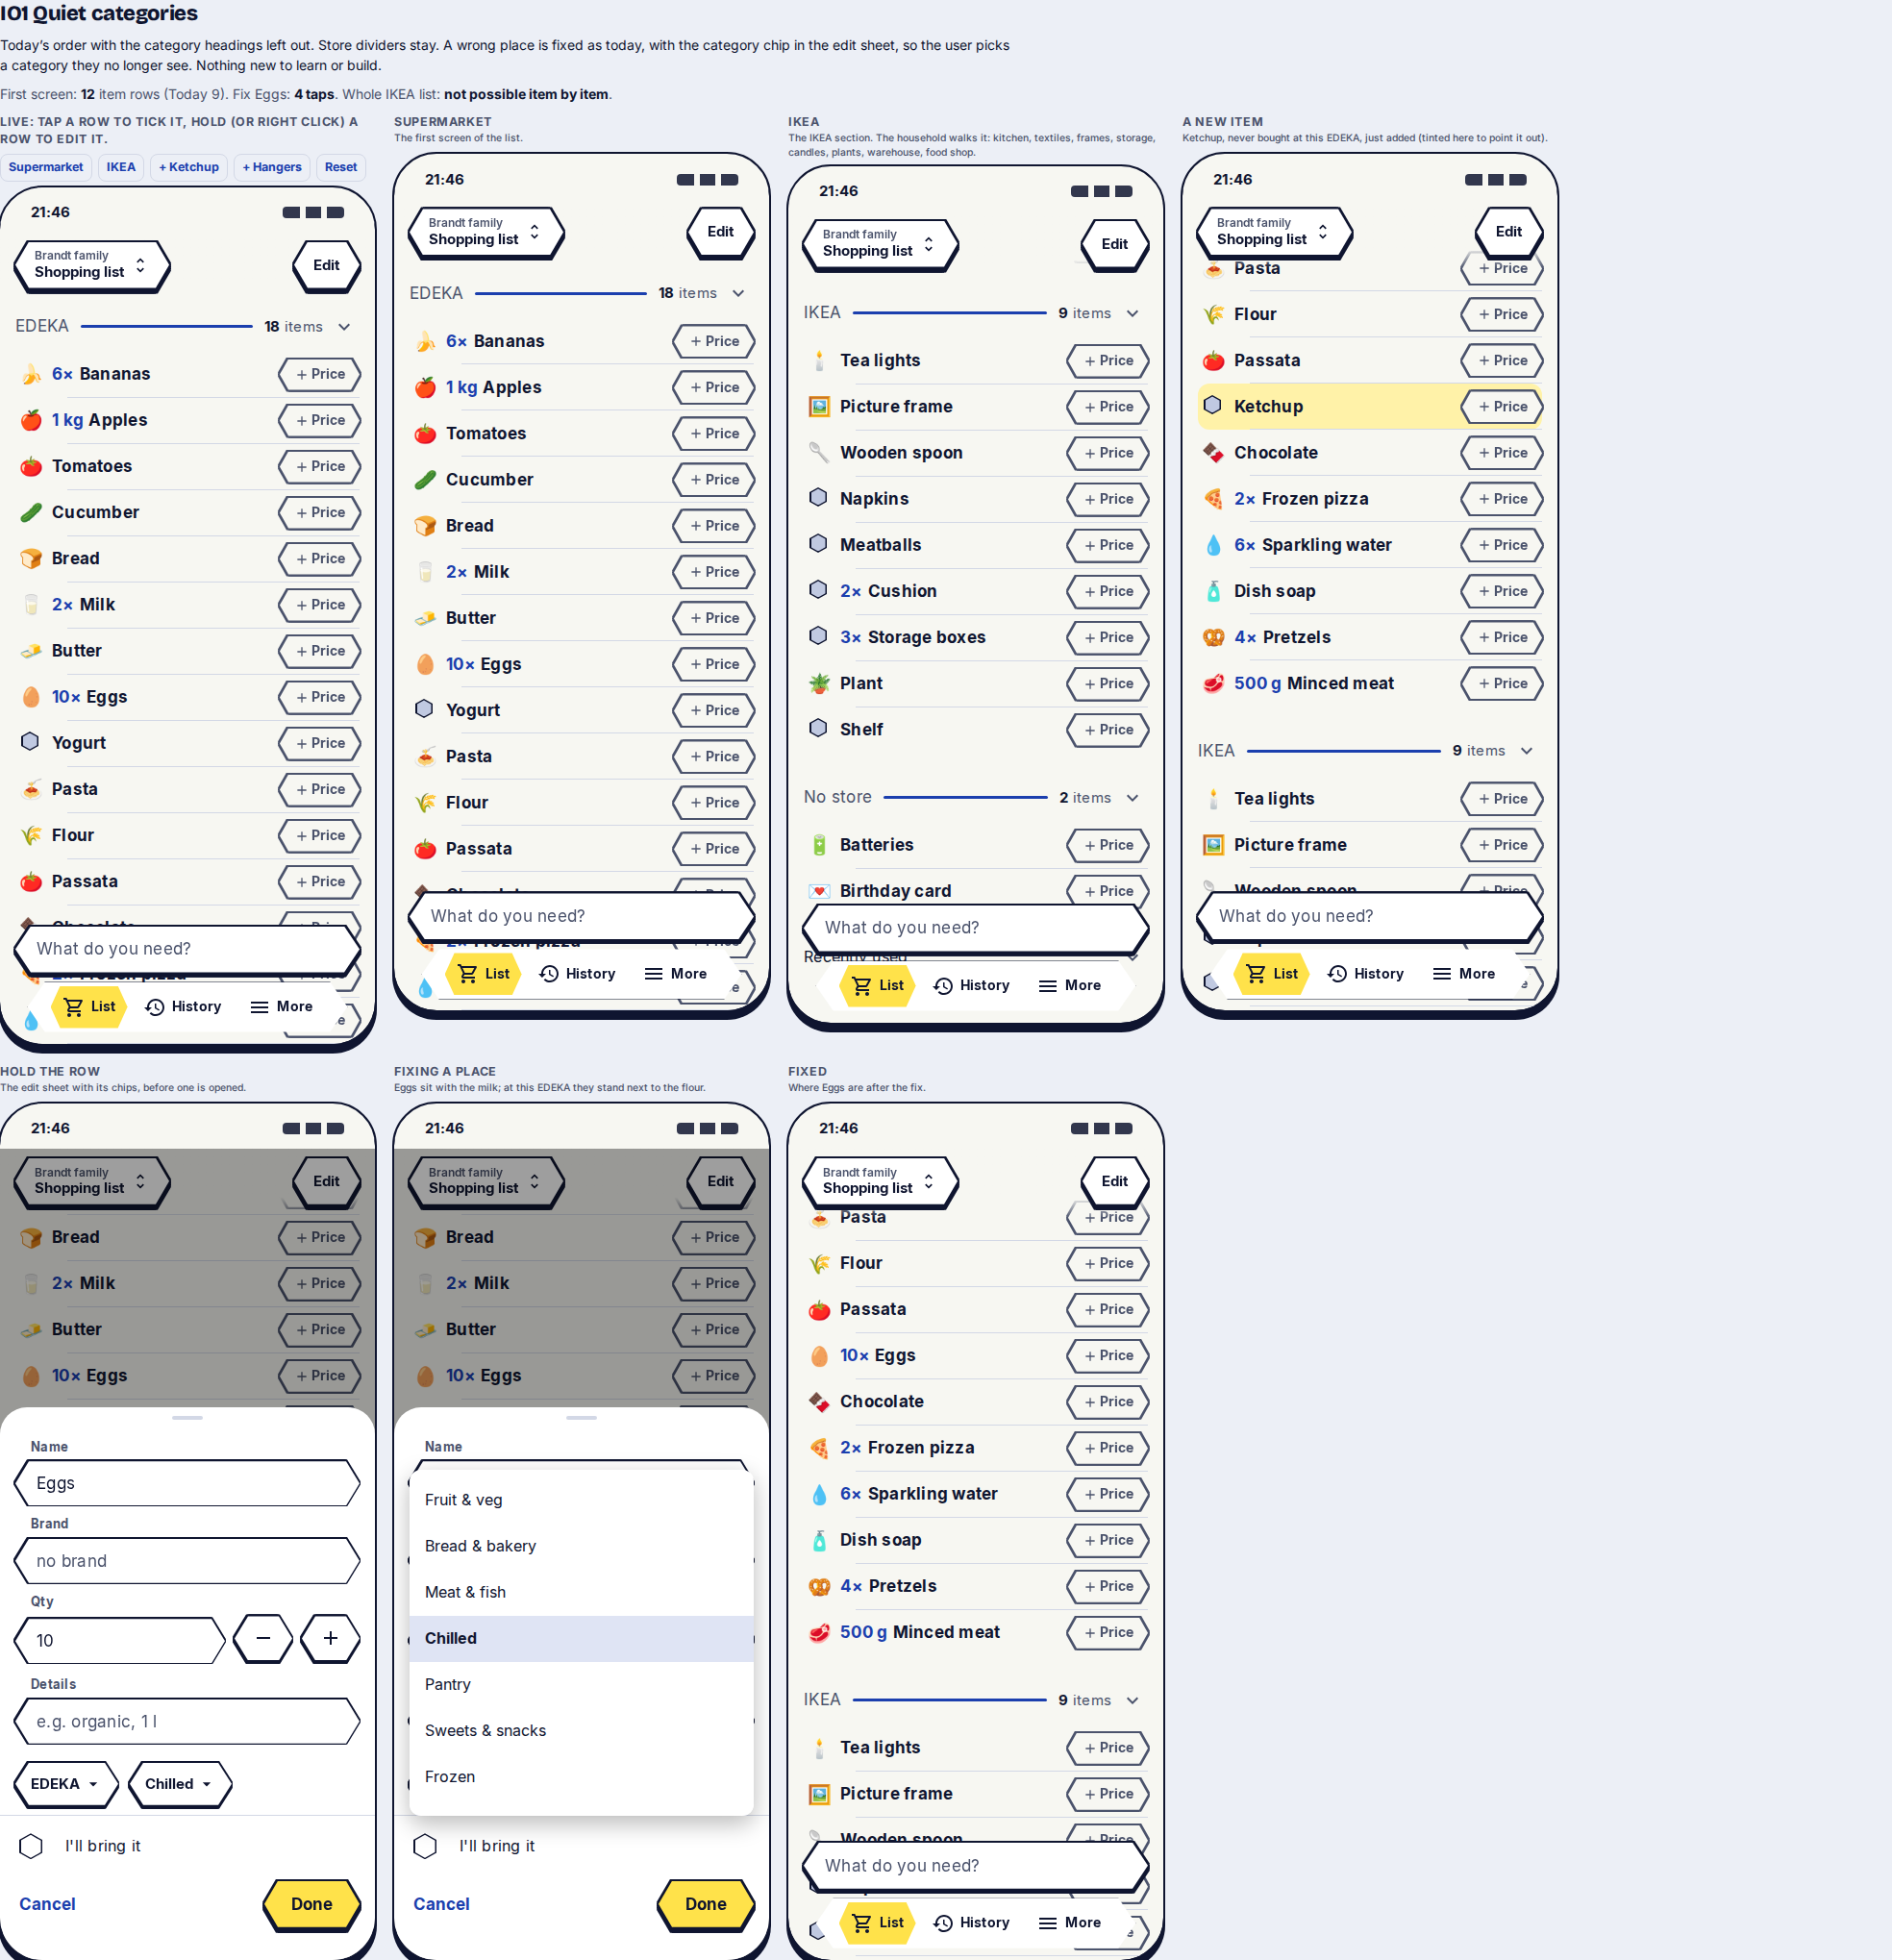 IO1 Quiet categories
Today's order with the category headings left out. Store dividers stay. A wrong place is fixed as today, with the category chip in the edit sheet, so the user picks
a category they no longer see. Nothing new to learn or build.
First screen: 12 item rows (Today 9). Fix Eggs: 4 taps. Whole IKEA list: not possible item by item.
LIVE: TAP A ROW TO TICK IT, HOLD (OR RIGHT CLICK) A
ROW TO EDIT IT.
Supermarket IKEA + Ketchup + Hangers Reset
21:46
Brandt family
Shopping list
Edit
EDEKA 18 items
6× Bananas + Price
1 kg Apples + Price
Tomatoes + Price
Cucumber + Price
Bread + Price
2× Milk + Price
Butter + Price
10× Eggs + Price
Yogurt + Price
Pasta + Price
Flour + Price
Passata + Price
What do you need?
2× Frozen pizza
List History More
SUPERMARKET
The first screen of the list.
21:46
Brandt family
Shopping list
Edit
EDEKA 18 items
6× Bananas + Price
1 kg Apples + Price
Tomatoes + Price
Cucumber + Price
Bread + Price
2× Milk + Price
Butter + Price
10× Eggs + Price
Yogurt + Price
Pasta + Price
Flour + Price
Passata + Price
What do you need?
2× Frozen pizza
List History More
IKEA
The IKEA section. The household walks it: kitchen, textiles, frames, storage,
candles, plants, warehouse, food shop.
21:46
Brandt family
Shopping list
Edit
IKEA 9 items
Tea lights + Price
Picture frame + Price
Wooden spoon + Price
Napkins + Price
Meatballs + Price
2× Cushion + Price
3× Storage boxes + Price
Plant + Price
Shelf + Price
No store 2 items
Batteries + Price
Birthday card + Price
What do you need?
Recently used
List History More
A NEW ITEM
Ketchup, never bought at this EDEKA, just added (tinted here to point it out).
21:46
Brandt family
Shopping list
Edit
Pasta + Price
Flour + Price
Passata + Price
Ketchup + Price
Chocolate + Price
2× Frozen pizza + Price
6× Sparkling water + Price
Dish soap + Price
4× Pretzels + Price
500 g Minced meat + Price
IKEA 9 items
Tea lights + Price
Picture frame + Price
Wooden spoon + Price
What do you need?
List History More
HOLD THE ROW
The edit sheet with its chips, before one is opened.
21:46
Brandt family
Shopping list
Edit
Bread + Price
2× Milk + Price
Butter + Price
10× Eggs + Price
Name
Eggs
Brand
no brand
Qty
10
Details
e.g. organic, 1 l
EDEKA Chilled
I'll bring it
Cancel Done
FIXING A PLACE
Eggs sit with the milk; at this EDEKA they stand next to the flour.
21:46
Brandt family
Shopping list
Edit
Bread + Price
2× Milk + Price
Butter + Price
10× Eggs + Price
Name
Fruit & veg
Bread & bakery
Meat & fish
Chilled
Pantry
Sweets & snacks
Frozen
I'll bring it
Cancel Done
FIXED
Where Eggs are after the fix.
21:46
Brandt family
Shopping list
Edit
Pasta + Price
Flour + Price
Passata + Price
10× Eggs + Price
Chocolate + Price
2× Frozen pizza + Price
6× Sparkling water + Price
Dish soap + Price
4× Pretzels + Price
500 g Minced meat + Price
IKEA 9 items
Tea lights + Price
Picture frame + Price
Wooden spoon + Price
What do you need?
List History More